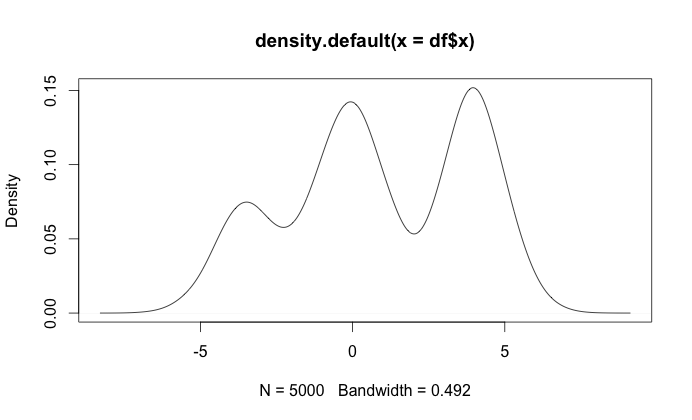 density.default(x = df$x)
Density
0.15
0.10
0.05
0.00
-5 0 5
N = 5000 Bandwidth = 0.492